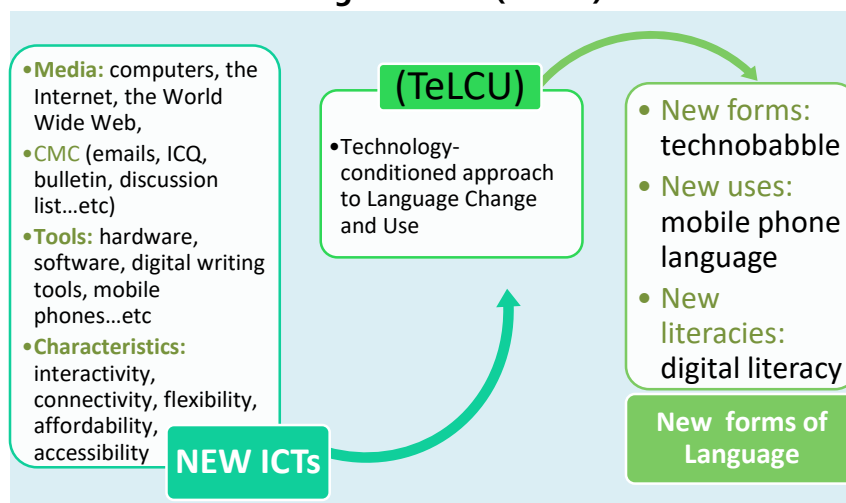 •Media: computers, the
Internet, the World
Wide Web,
•CMC (emails, ICQ,
bulletin, discussion
list...etc)
•Tools: hardware,
software, digital writing
tools, mobile
phones...etc
•Characteristics:
interactivity,
connectivity, flexibility,
affordability,
accessibility
NEW ICTs
(TeLCU)
•Technology-
conditioned approach
to Language Change
and Use
• New forms:
technobabble
• New uses:
mobile phone
language
• New
literacies:
digital literacy
New forms of
Language